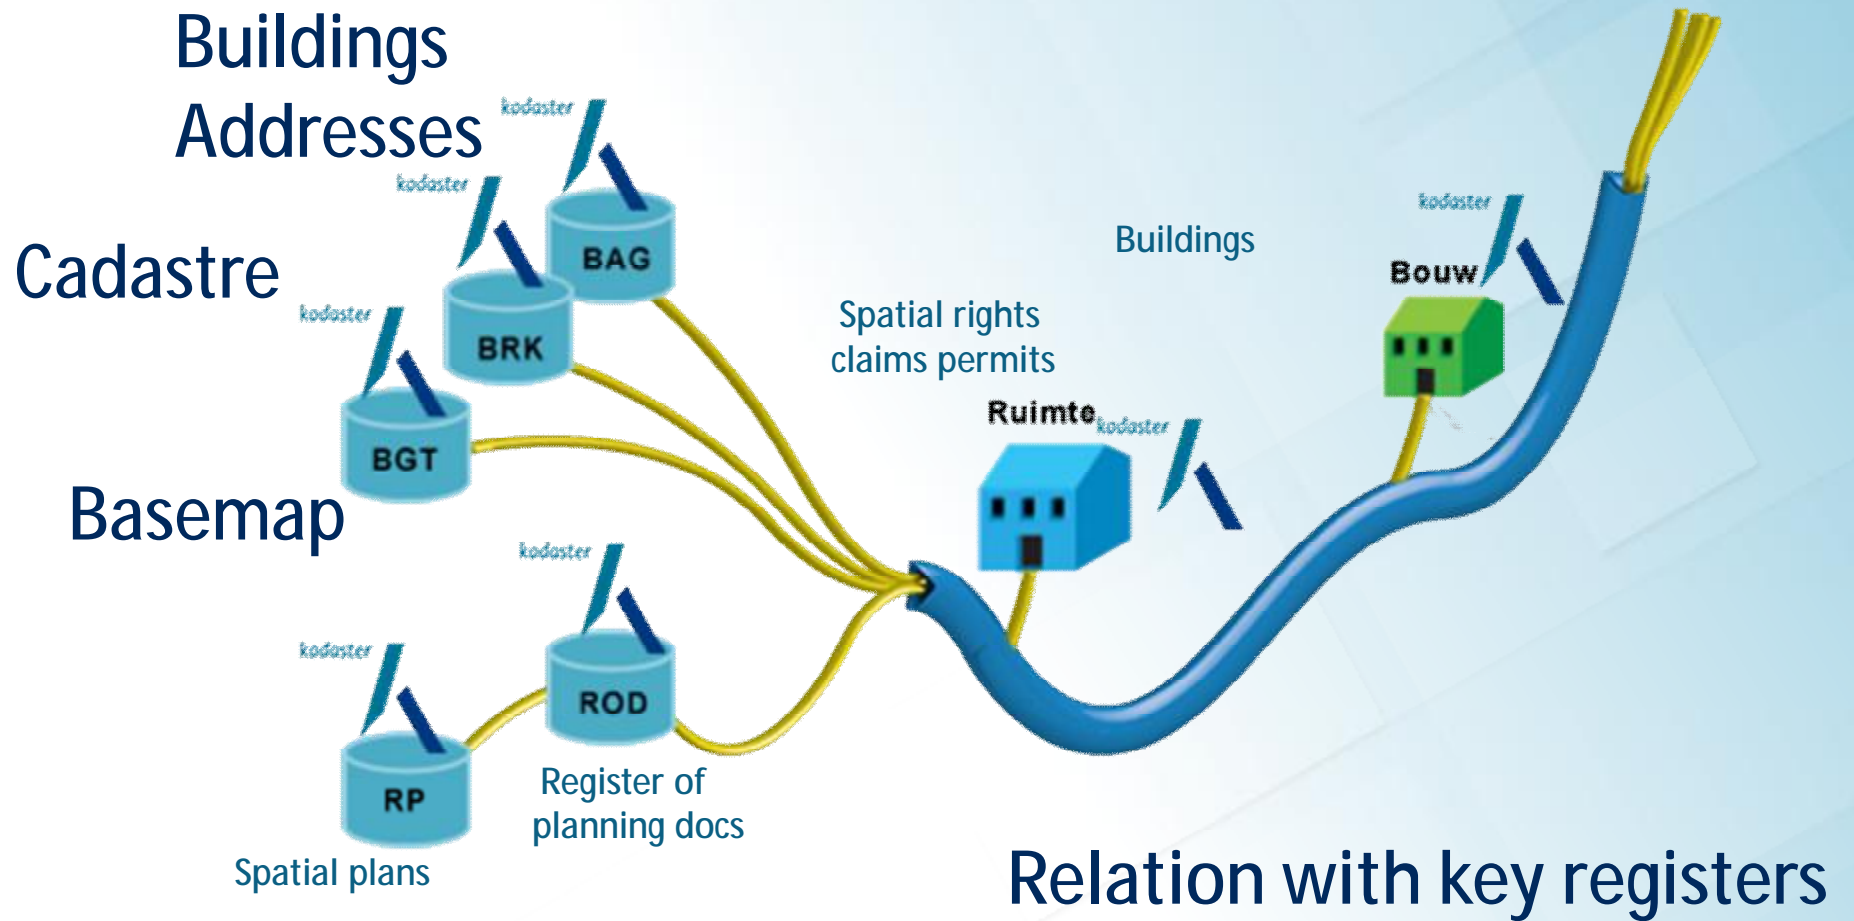 Buildings
Addresses
kadaster
kadaster
BAG
Cadastre
BRK
kadaster
BGT
Basemap
Buildings
kadaster
Bouw
Spatial rights
claims permits
Ruimte
kadaster
kadaster
ROD
kadaster
RP
Register of
planning docs
Spatial plans
Relation with key registers